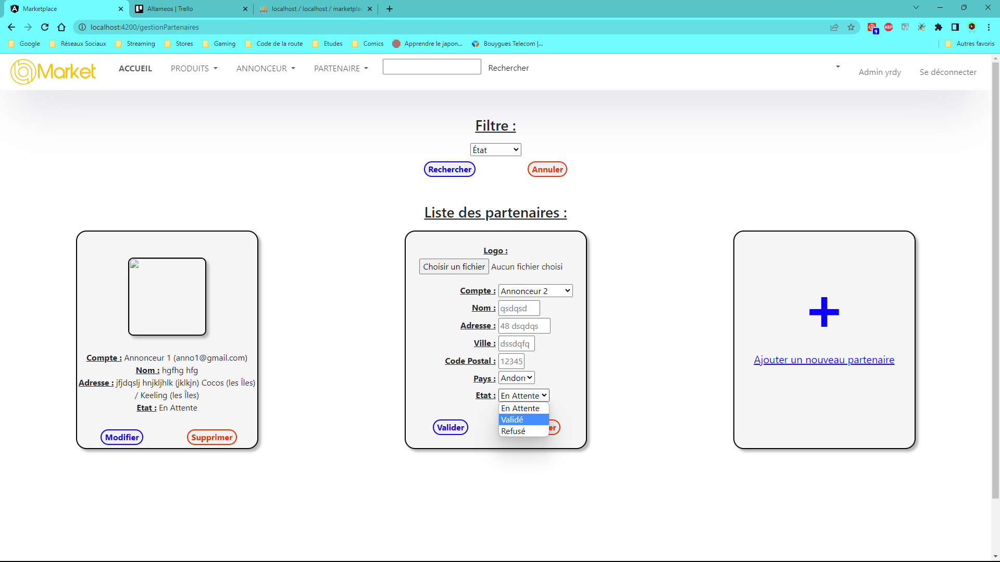 Marketplace
Altameos | Trello
localhost / localhost / marketplac
localhost:4200/gestionPartenaires
9
ABP
Google
Réseaux Sociaux
Streaming
Stores
Gaming
Code de la route
Etudes
Comics
Apprendre le japon...
Bouygues Telecom |...
Autres favoris
Market
ACCUEIL
PRODUITS
ANNONCEUR
PARTENAIRE
Rechercher
Admin yrdy
Se déconnecter
Filtre :
État
Rechercher
Annuler
Liste des partenaires :
Compte : Annonceur 1 (anno1@gmail.com)
Nom : hgfhg hfg
Adresse : jfjdqslj hnjkljhlk (jklkjn) Cocos (les Îles)
/ Keeling (les Îles)
Etat : En Attente
Modifier
Supprimer
Logo :
Choisir un fichier Aucun fichier choisi
Compte : Annonceur 2
Nom : qsdqsd
Adresse : 48 dsqdqs
Ville : dssdqfq
Code Postal : 12345
Pays : Andorr
Etat : En Attente
En Attente
Validé
Refusé
Valider
er
Ajouter un nouveau partenaire